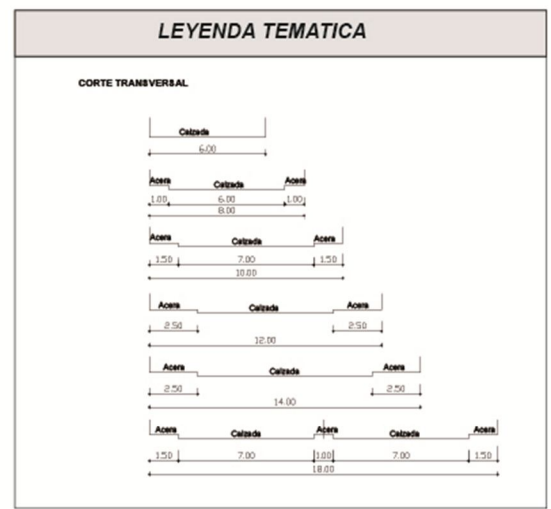 LEYENDA TEMATICA
CORTE TRANSVERSAL
Calzada
6.00
Acera Calzada Acera
1.00 6.00 1.00
8.00
Acera Calzada Acera
1.50 7.00 1.50
10.00
Acera Calzada Acera
2.50 2.50
12.00
Acera Calzada Acera
2.50 2.50
14.00
Acera Calzada Acera Calzada Acera
1.50 7.00 1.00 7.00 1.50
18.00